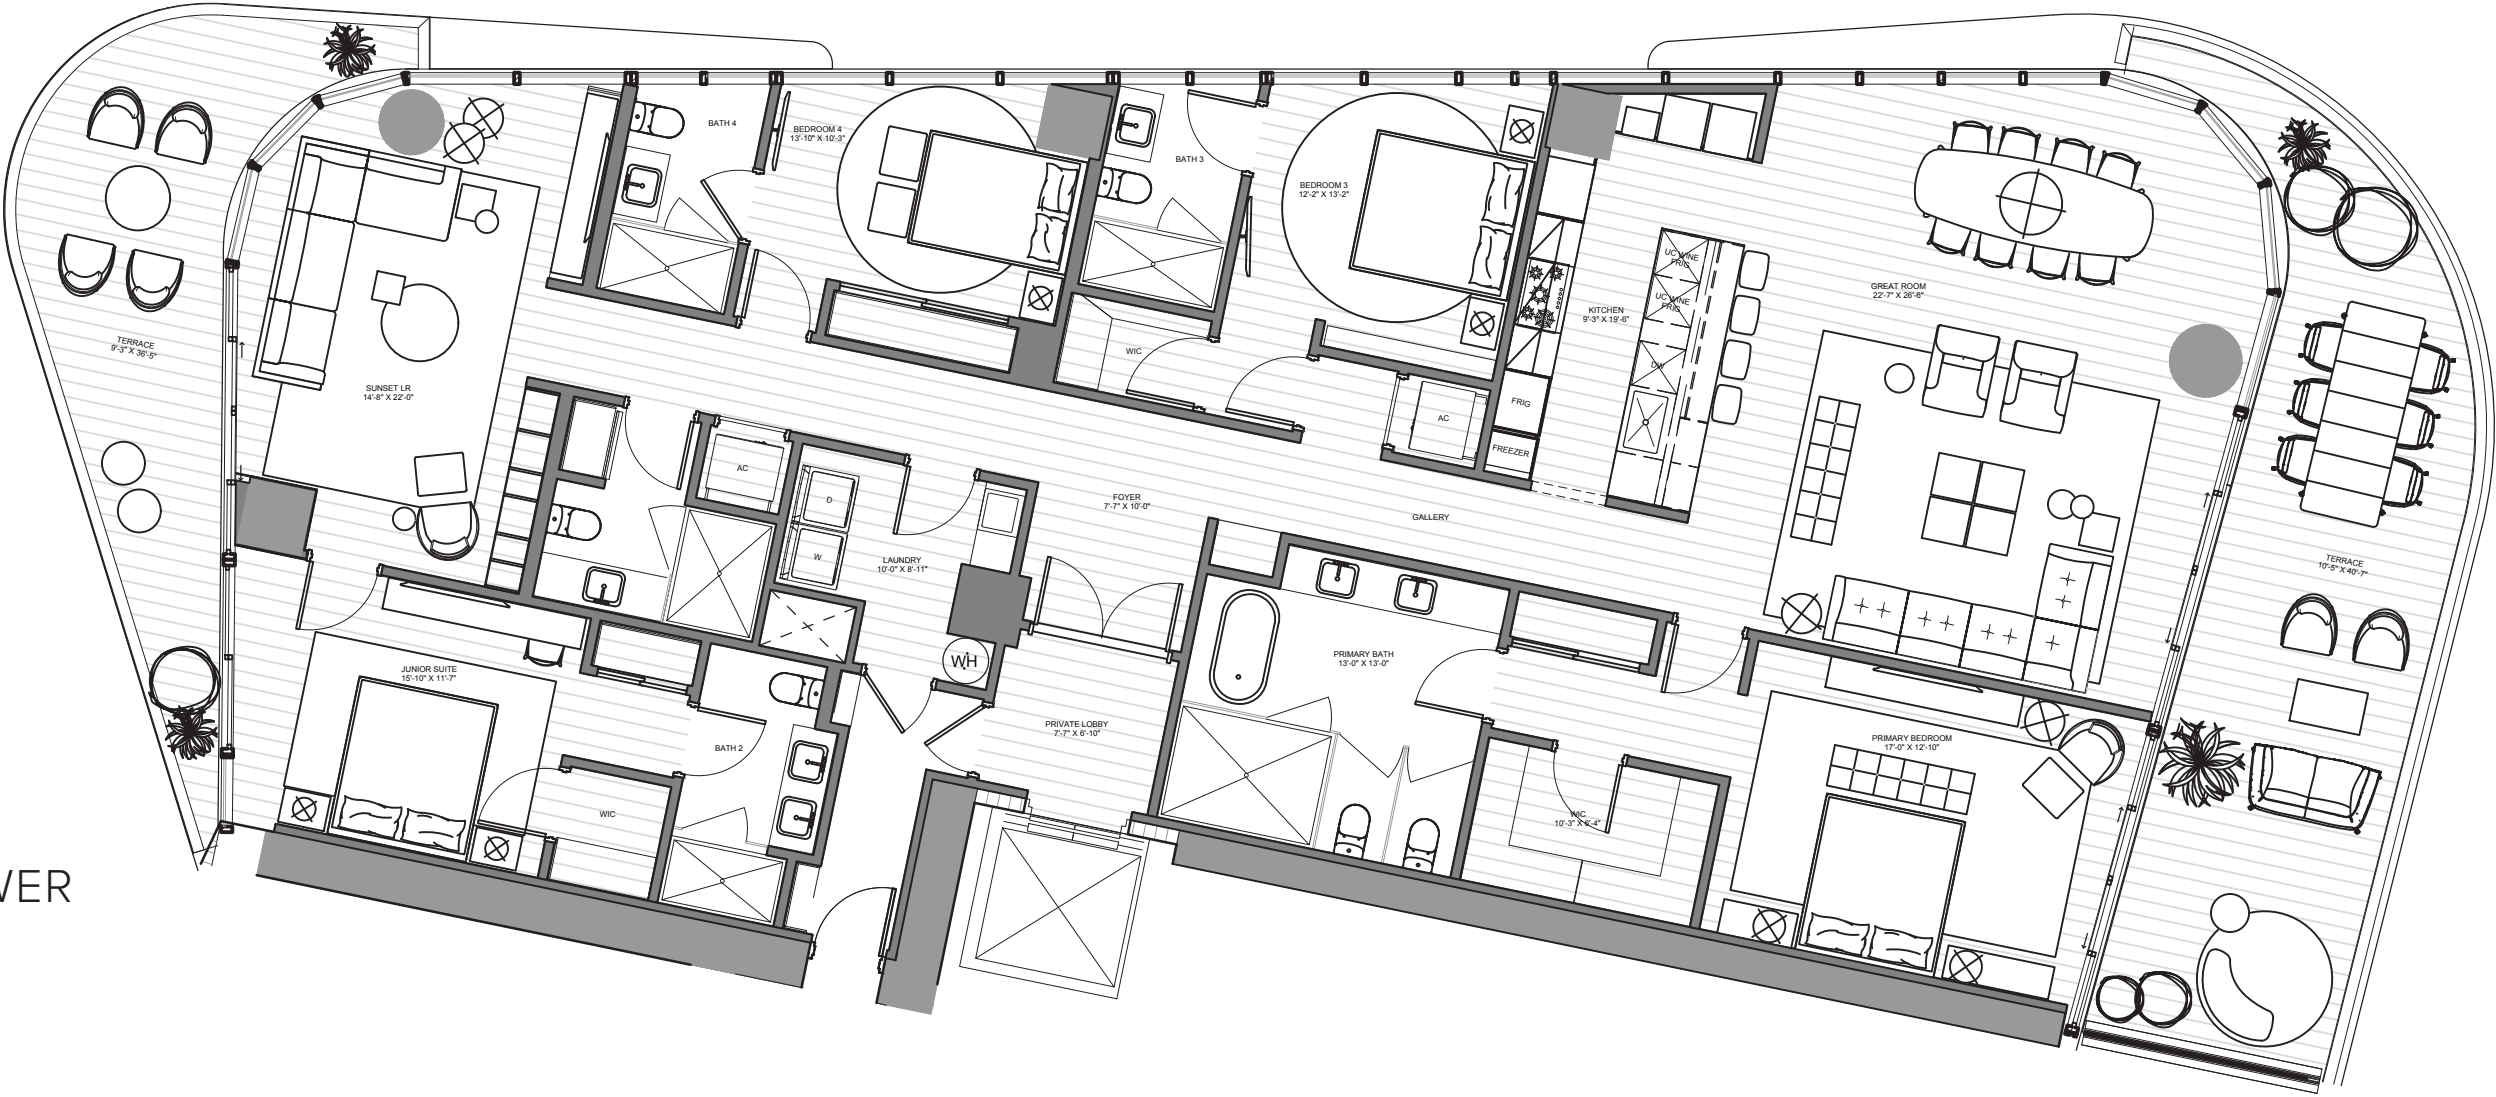 BATH 4
BEDROOM 4
13'-10" X 10'-3"
BATH 3
BEDROOM 3
12'-2" X 13'-2"
UC WINE
FRIG
UC WINE
FRIG
DW
KITCHEN
9'-3" X 19'-6"
GREAT ROOM
22'-7" X 26'-8"
TERRACE
9'-3" X 36'-5"
SUNSET LR
14'-8" X 22'-0"
WIC
FRIG
AC
FREEZER
AC
D
W
LAUNDRY
10'-0" X 8'-11"
FOYER
7'-7" X 10'-0"
GALLERY
TERRACE
10'-5" X 40'-7"
WH
JUNIOR SUITE
15'-10" X 11'-7"
BATH 2
PRIVATE LOBBY
7'-7" X 6'-10"
PRIMARY BATH
13'-0" X 13'-0"
PRIMARY BEDROOM
17'-0" X 12'-10"
WIC
WIC
10'-3" X 6'-4"
WER